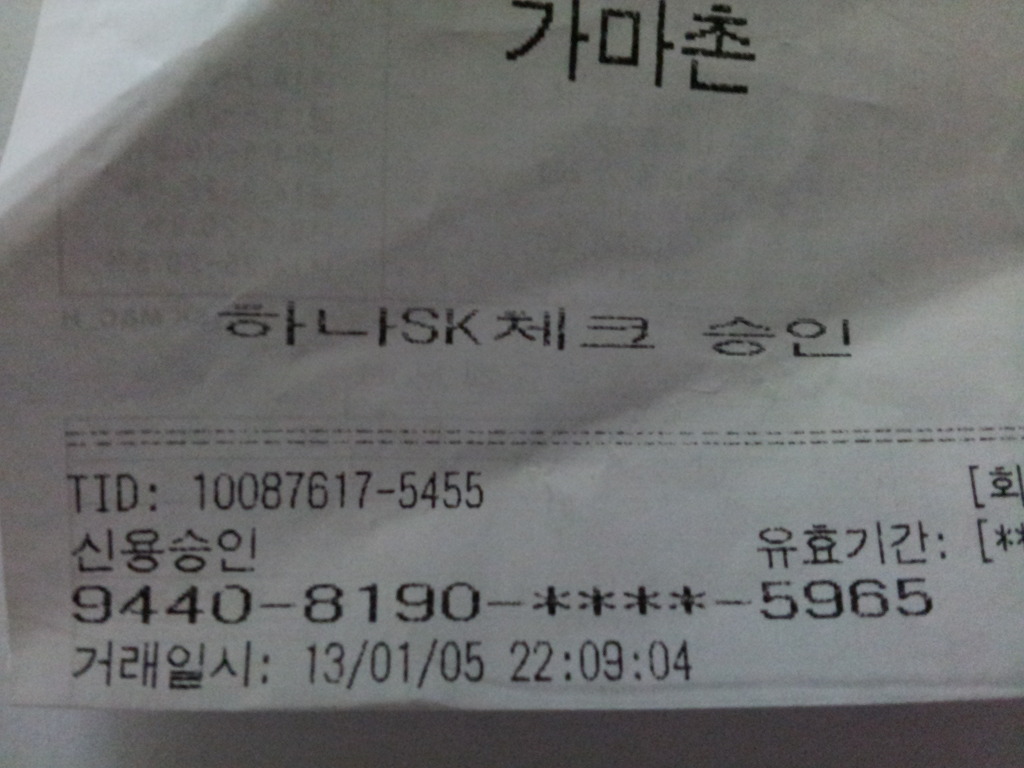 가마촌
하나SK체크 승인
TID: 10087617-5455 [회
신용승인 유효기간: [**
9440-8190-****-5965
거래일시: 13/01/05 22:09:04